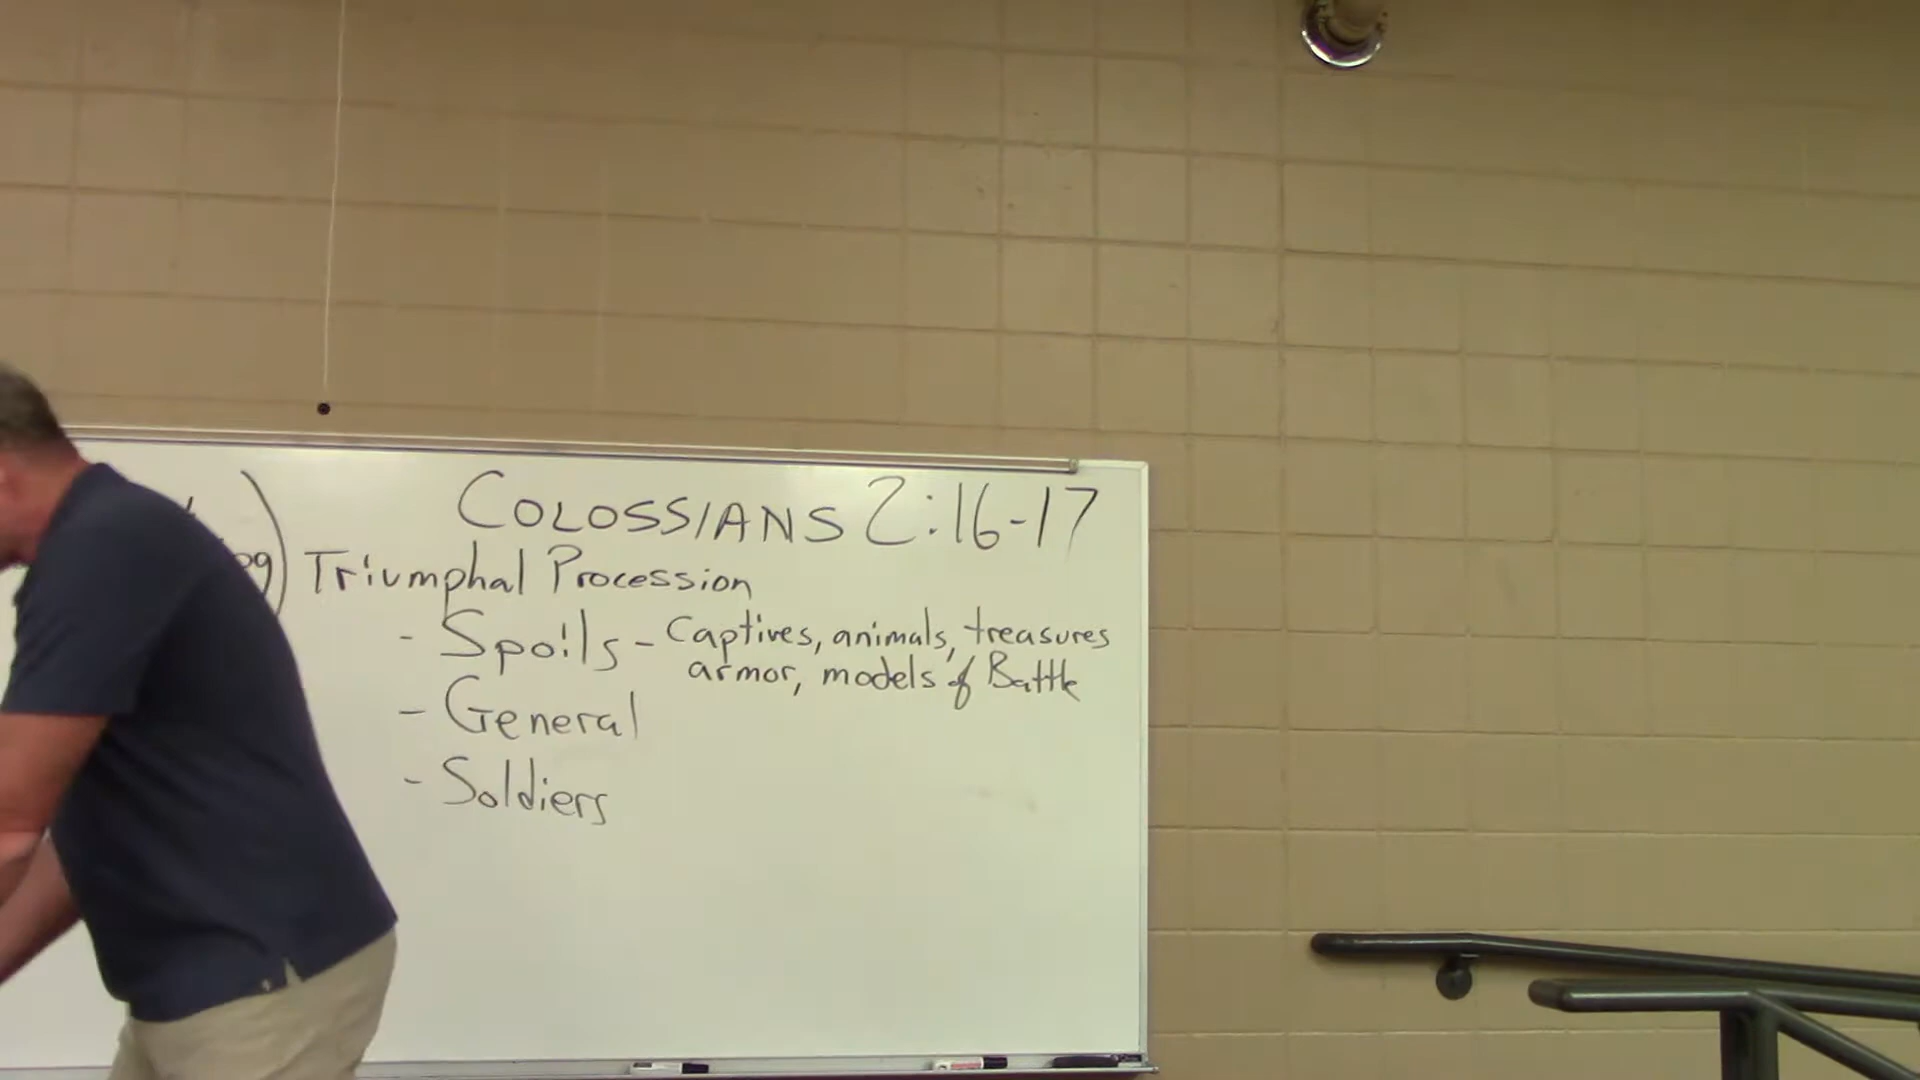 COLOSSIANS 2:16-17
Triumphal Procession
- Spoils - Captives, animals, treasures
armor, models of Battle
- General
- Soldiers